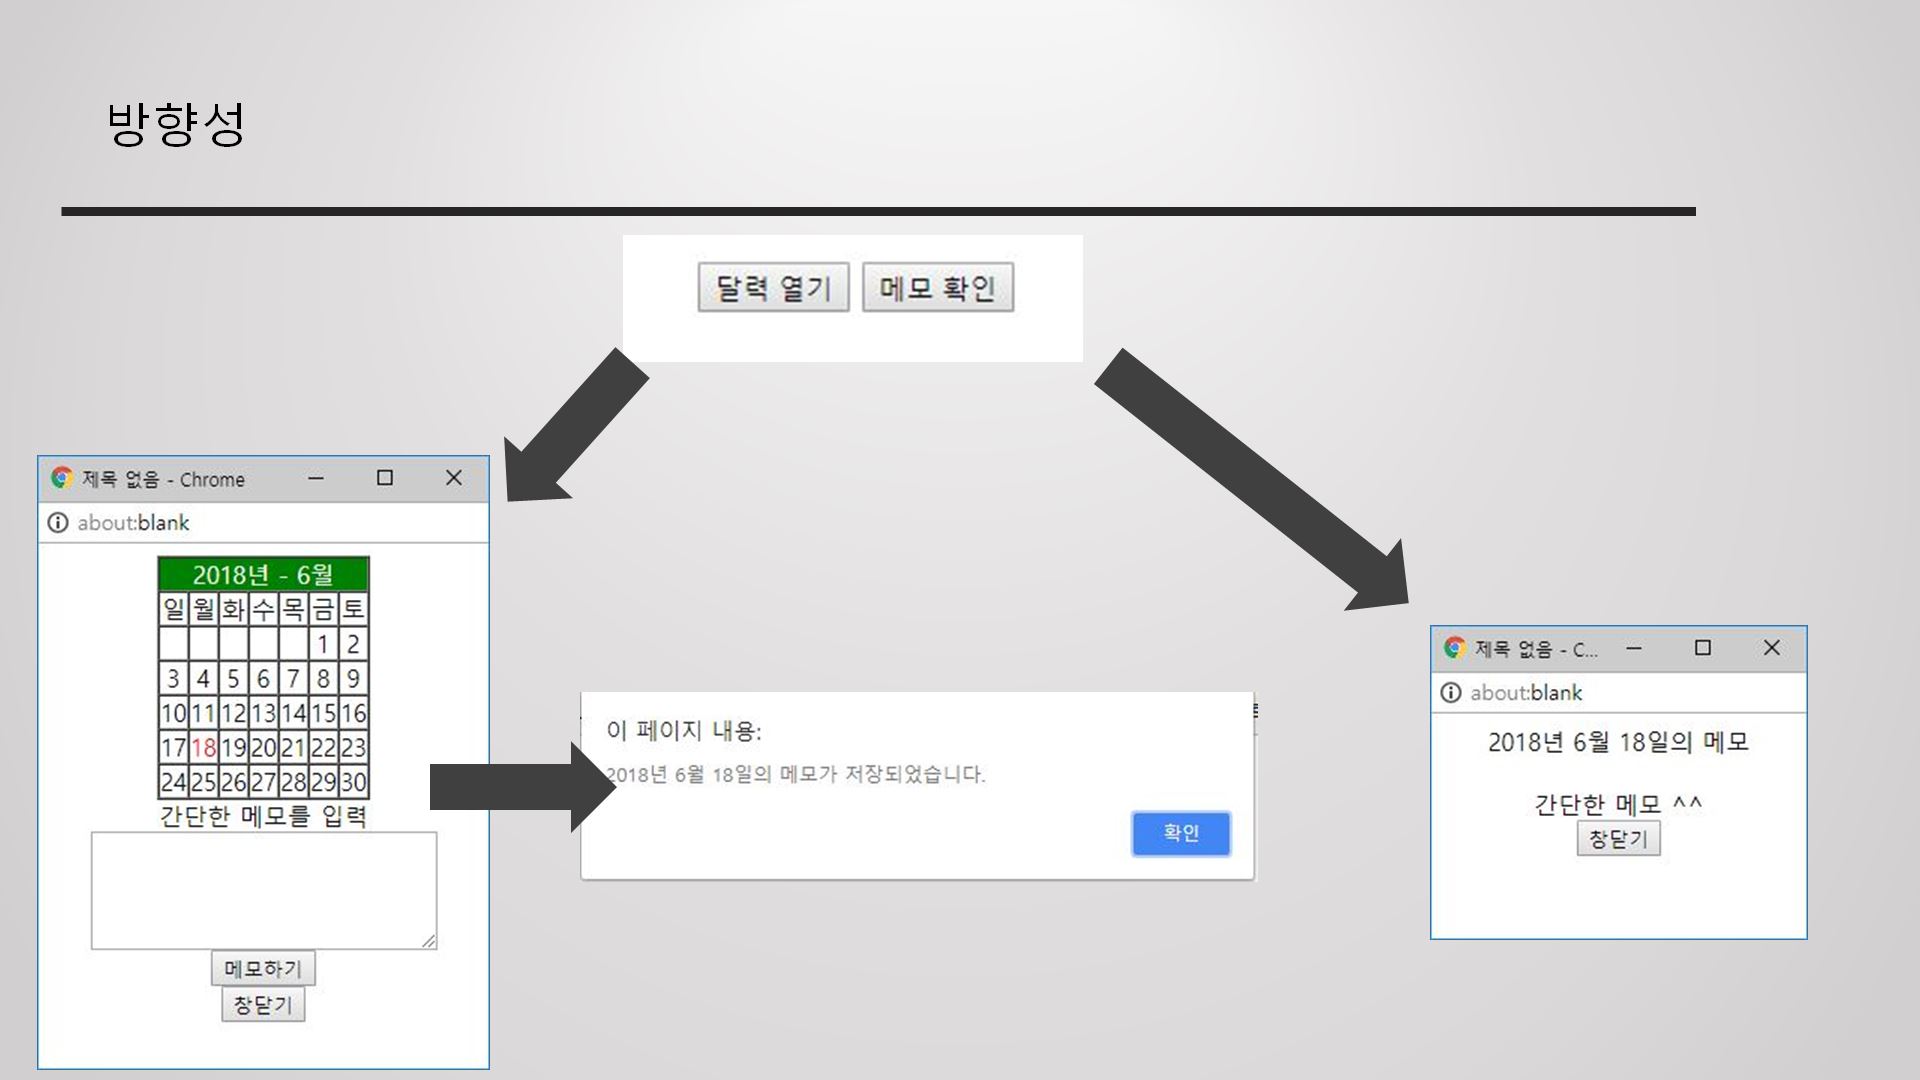 방향성
달력 열기 메모 확인
제목 없음 - Chrome
about:blank
2018년 - 6월
일 월 화 수 목 금 토
1 2
3 4 5 6 7 8 9
10 11 12 13 14 15 16
17 18 19 20 21 22 23
24 25 26 27 28 29 30
간단한 메모를 입력
메모하기
창닫기
이 페이지 내용:
2018년 6월 18일의 메모가 저장되었습니다.
확인
제목 없음 - C...
about:blank
2018년 6월 18일의 메모
간단한 메모 ^^
창닫기